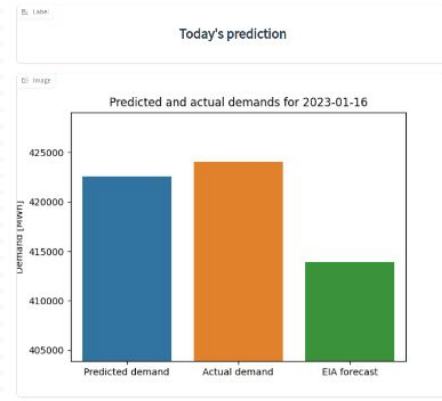 Label
Today's prediction
Image
Predicted and actual demands for 2023-01-16
Demand [MWh]
425000
420000
415000
410000
405000
Predicted demand Actual demand EIA forecast